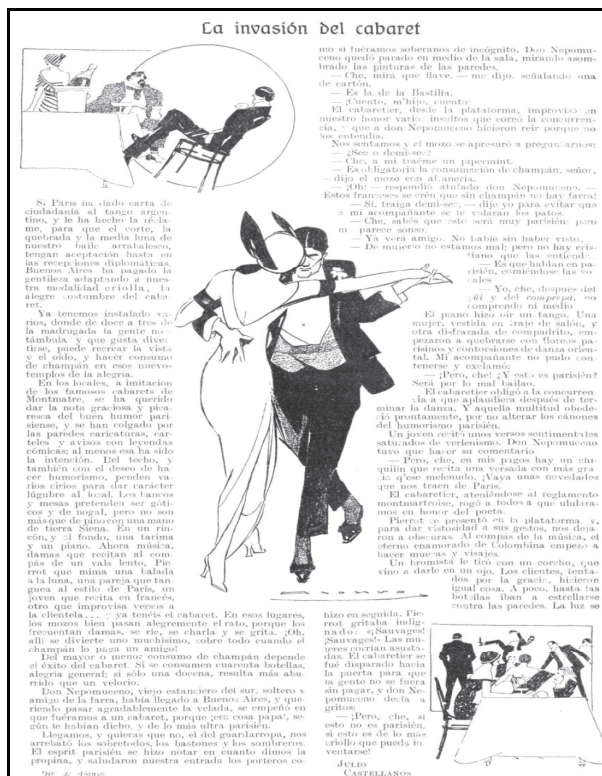 La invasión del cabaret
Si París ha dado carta de
ciudadanía al tango argen-
tino, y le ha hecho la récla-
me, para que el corte, la
quebrada y la media luna de
nuestro baile arrabalesco,
tengan aceptación hasta en
las recepciones diplomáticas.
Buenos Aires ha pagado la
gentileza adaptando a nues-
tra modalidad criolla, la
alegre costumbre del caba-
ret.
Ya tenemos instalado va-
rios, donde de doce a tres de
la madrugada la gente no-
támbula, y que gusta diver-
tirse, puede recrear la vista
y el oído, y hacer consumo
de champán en esos nuevos
templos de la alegría.
En los locales, a imitación
de los famosos cabarets de
Montmatre, se ha querido
dar la nota graciosa y pica-
resca del buen humor pari-
siense, y se han colgado por
las paredes caricaturas, car-
teles y avisos con leyendas
cómicas; al menos esa ha sido
la intención. Del techo, y
también con el deseo de ha-
cer humorismo, penden va-
rios cirios para dar carácter
lúgubre al local. Los bancos
y mesas pretenden ser góti-
cos y de nogal, pero no son
más que de pino con una mano
de tierra Siena. En un rin-
cón, y al fondo, una tarima
y un piano. Ahora música,
damas que recitan al com-
pás de un vals lento, Pie-
rrot que mima una balada
a la luna, una pareja que tan-
guea al estilo de París, un
joven que recita en francés,
otro que improvisa versos a
la clientela... y ya tenéis el cabaret. En esos lugares,
los mozos bien pasan alegremente el rato, porque los
frecuentan damas, se ríe, se charla y se grita. ¡Oh,
allí se divierte uno muchísimo, sobre todo cuando el
champán lo paga un amigo!
Del mayor o menor consumo de champán depende
el éxito del cabaret. Si se consumen cuarenta botellas,
alegría general; si sólo una docena, resulta más abu-
rrido que un velorio.
Don Nepomuceno, viejo estanciero del sur, soltero y
amigo de la farra, había llegado a Buenos Aires, y que-
riendo pasar agradablemente la velada, se empeñó en
que fuéramos a un cabaret, porque «era cosa papa», se-
gún le habían dicho, y de lo más ultra parisién.
Llegamos, y quieras que no, el del guardarropa, nos
arrebató los sobretodos, los bastones y los sombreros.
El esprit parisién se hizo notar en cuanto dimos la
propina, y saludaron nuestra entrada los porteros co-
mo si fuéramos soberanos de incógnito. Don Nepomu-
ceno quedó parado en medio de la sala, mirando asom-
brado las pinturas de las paredes.
— Che, mirá que llave, — me dijo, señalando una
de cartón.
— Es la de la Bastilla.
— ¡Cuento, m'hijo, cuento!
El cabaretier, desde la plataforma, improvisó en
nuestro honor varios insultos que coreó la concurren-
cia, y que a don Nepomuceno hicieron reír porque no
los entendía.
Nos sentamos y el mozo se apresuró a preguntarnos:
— ¿Sec o demi-sec?
— Che, a mí traéme un pipermint.
— Es obligatoria la consumación de champán, señor,
— dijo el mozo con altanería.
— ¡Oh! — respondió atufado don Nepomuceno, —
Estos franceses se crén que sin champán no hay farra!
— Sí, traiga demi-sec, — dije yo para evitar que
a mi acompañante se le volaran los patos.
— Che, sabés que esto será muy parisién; pero
m parece sonso.
— Ya verá amigo. No hable sin haber visto.
— De mujerío no estamos mal; pero no hay cris-
tiano que las entienda.
— Es que hablan en pa-
risién, comiéndose las vo-
cales.
— Yo, che, después del
güi y del comprepá, no
comprendo ni medio.
El piano hizo oír un tango. Una
mujer, vestida en traje de salón, y
otra disfrazada de compadrito, em-
pezaron a quebrarse con floreos pa-
risinos y contorsiones de danza orien-
tal. Mi acompañante no pudo con-
tenerse y exclamó:
— ¡Pero, che! ¿Y esto es parisién?
Será por lo mal bailao.
El cabaretier obligó a la concurren-
cia a que aplaudiera después de ter-
minar la danza. Y aquella multitud obede-
ció prontamente, por no alterar los cánones
del humorismo parisién.
Un joven recitó unos versos sentimentales
saturados de verlenismo. Don Nepomuceno
tuvo que hacer su comentario
— Pero, che, en mis pagos hay un chi-
quilín que recita una versada con más gra-
cia q'ese melenudo. ¡Vaya unas novedades
que nos traen de París.
El cabaretier, ateniéndose al reglamento
montmartroise, rogó a todos a que ululára-
mos en honor del poeta.
Pierrot se presentó en la plataforma, y,
para dar vistosidad a sus gestos, nos deja-
ron a obscuras. Al compás de la música, el
eterno enamorado de Colombina empezó a
hacer muecas y visajes.
Un bromista le tiró con un corcho, que
vino a darle en un ojo. Los clientes, tenta-
dos por la gracia, hicieron
igual cosa. A poco, hasta las
botellas iban a estrellarse
contra las paredes. La luz se
hizo en seguida. Pie-
rrot gritaba indig-
nado: «¡Sauvages!
¡Sauvages!» Las mu-
jeres corrían asusta-
das. El cabaretier se
fué disparado hacia
la puerta para que
la gente no se fuera
sin pagar, y don Ne-
pomuceno decía a
gritos:
— ¡Pero, che, si
esto no es parisién,
si esto es de lo más
criollo que pueda in-
ventarse!
JULIO
CASTELLANOS